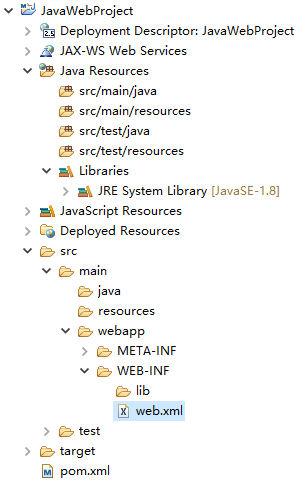 JavaWebProject
2.5
Deployment Descriptor: JavaWebProject
JAX-WS Web Services
Java Resources
src/main/java
src/main/resources
src/test/java
src/test/resources
Libraries
JRE System Library [JavaSE-1.8]
JavaScript Resources
Deployed Resources
src
main
java
resources
webapp
META-INF
WEB-INF
lib
web.xml
test
target
pom.xml